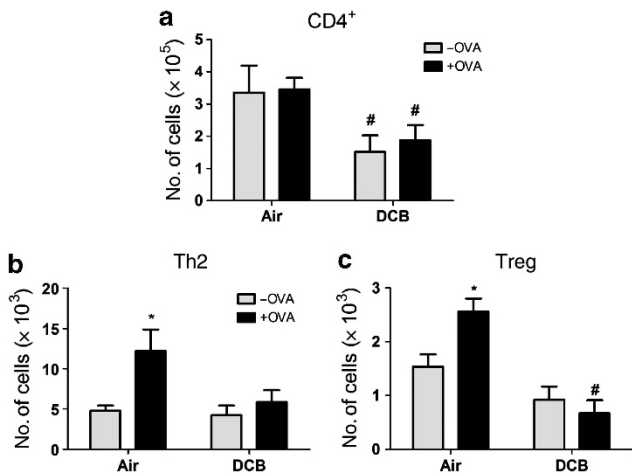 a
CD4⁺
No. of cells (× 10⁵)
5
4
3
2
1
0
–OVA
+OVA
# #
Air DCB
b
Th2
No. of cells (× 10³)
20
15
10
5
0
–OVA
+OVA
*
Air DCB
c
Treg
No. of cells (× 10³)
3
2
1
0
*
#
Air DCB